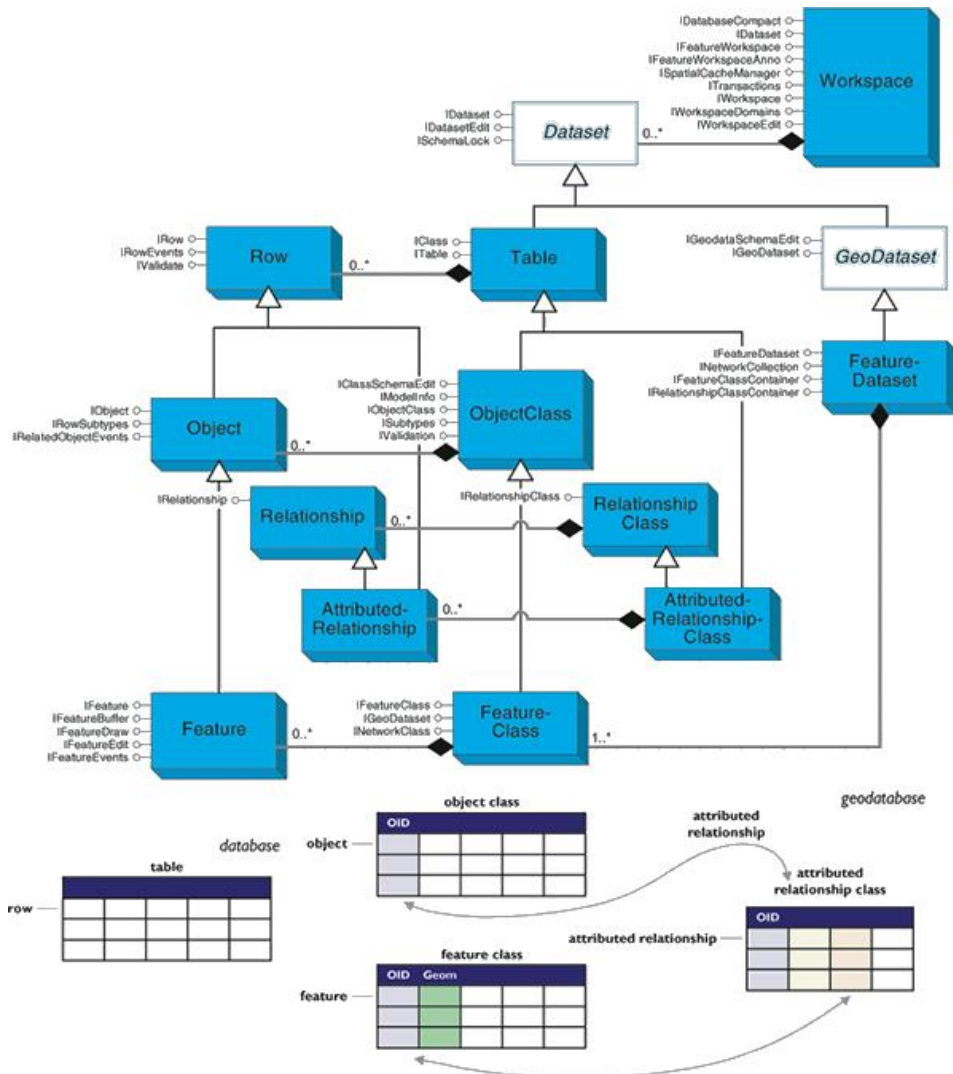 IDatabaseCompact
IDataset
IFeatureWorkspace
IFeatureWorkspaceAnno
ISpatialCacheManager
ITransactions
IWorkspace
IWorkspaceDomains
IWorkspaceEdit
Workspace
IDataset
IDatasetEdit
ISchemaLock
Dataset
0..*
IRow
IRowEvents
IValidate
Row
0..*
IClass
ITable
Table
IGeodataSchemaEdit
IGeoDataset
GeoDataset
IFeatureDataset
INetworkCollection
IFeatureClassContainer
IRelationshipClassContainer
Feature-
Dataset
IObject
IRowSubtypes
IRelatedObjectEvents
Object
0..*
IClassSchemaEdit
IModelInfo
IObjectClass
ISubtypes
IValidation
ObjectClass
IRelationship
Relationship
0..*
IRelationshipClass
Relationship
Class
Attributed-
Relationship
0..*
Attributed-
Relationship-
Class
IFeature
IFeatureBuffer
IFeatureDraw
IFeatureEdit
IFeatureEvents
Feature
0..*
IFeatureClass
IGeoDataset
INetworkClass
Feature-
Class
1..*
database
table
row
object class
OID
object
geodatabase
attributed
relationship
attributed
relationship class
OID
attributed relationship
feature class
OID Geom
feature